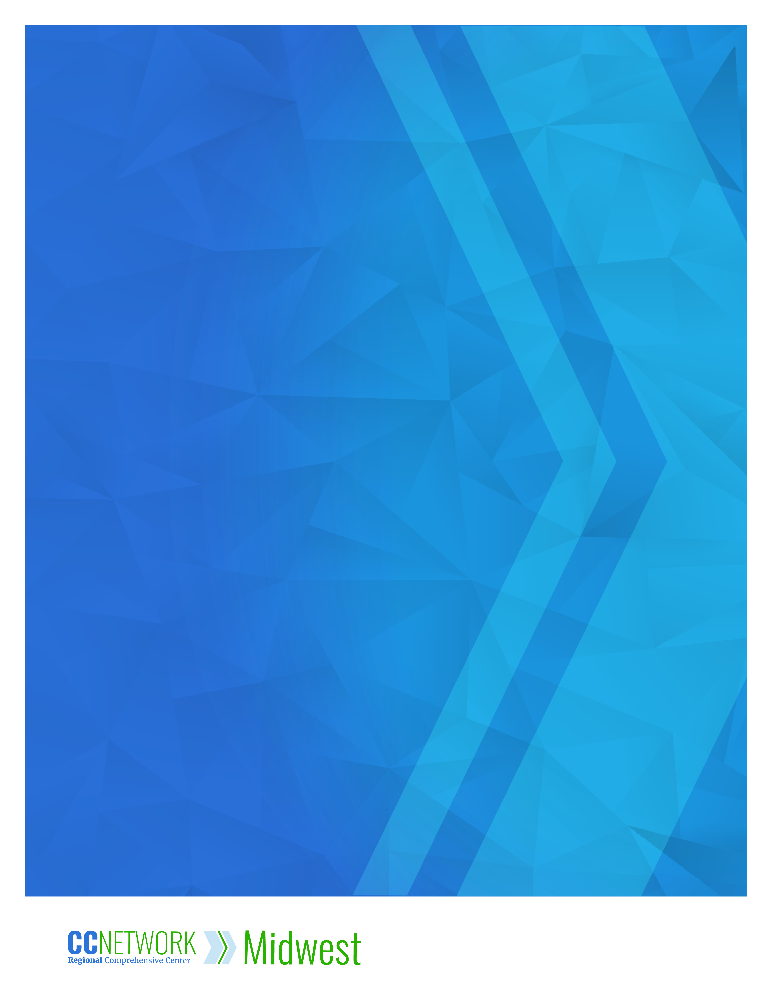 CCNETWORK
Regional Comprehensive Center
Midwest